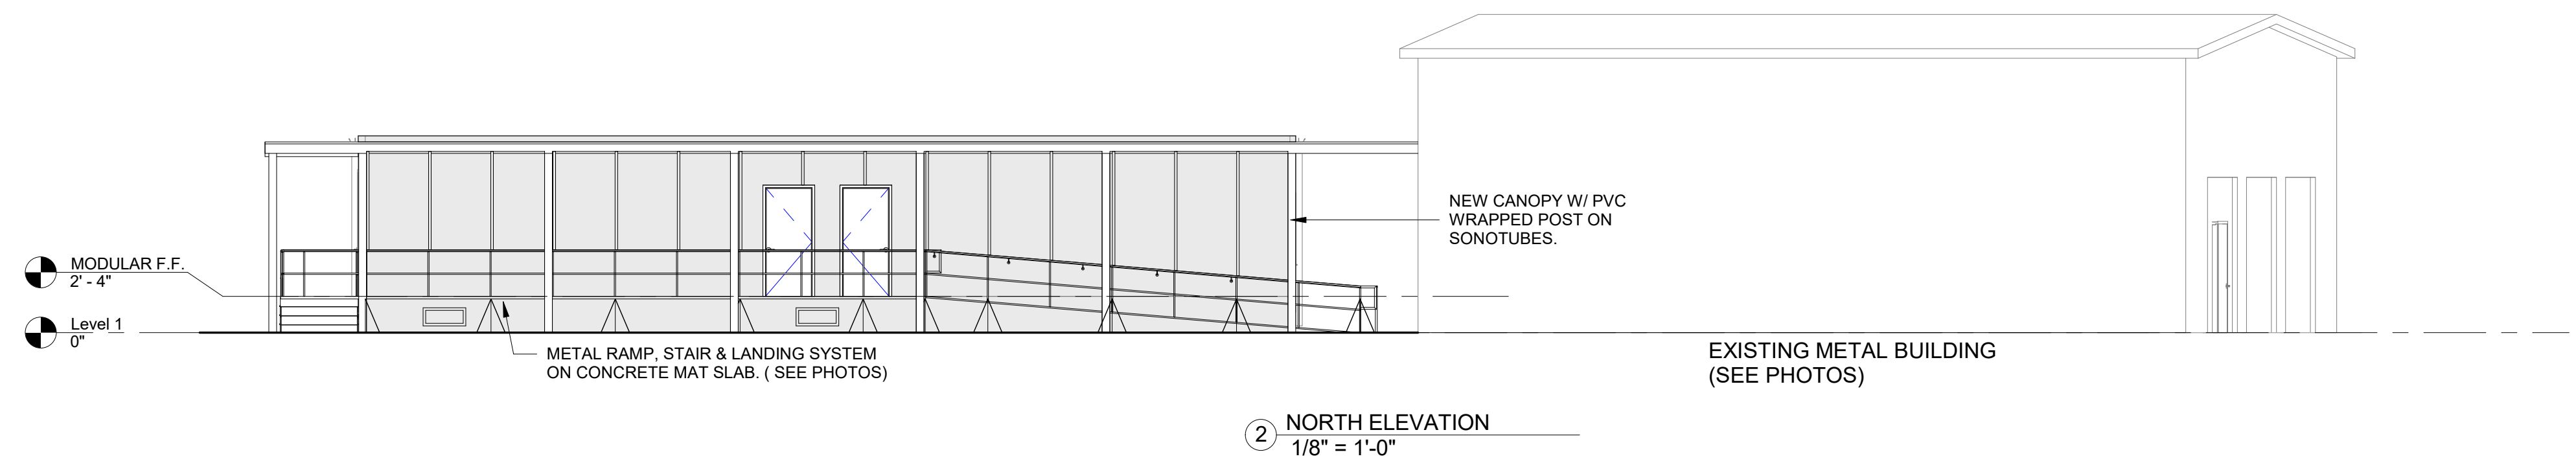 NEW CANOPY W/ PVC
WRAPPED POST ON
SONOTUBES.
MODULAR F.F.
2' - 4"
Level 1
0"
METAL RAMP, STAIR & LANDING SYSTEM
ON CONCRETE MAT SLAB. ( SEE PHOTOS)
EXISTING METAL BUILDING
(SEE PHOTOS)
2
NORTH ELEVATION
1/8" = 1'-0"